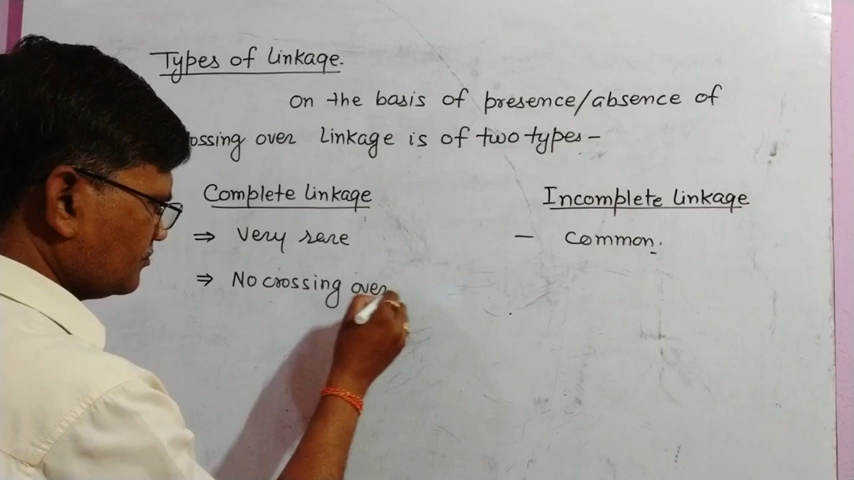 Types of linkage.
On the basis of presence/absence of
ossing over Linkage is of two types -
Complete linkage
⇒ Very rare
⇒ No crossing over
Incomplete linkage
- Common.